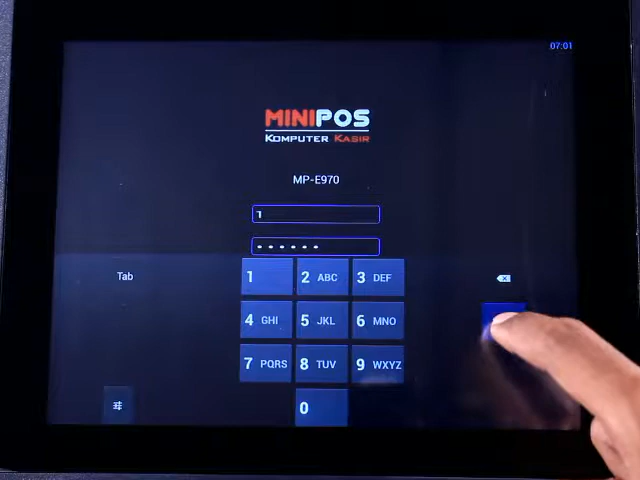 07:01
MINIPOS
KOMPUTER KASIR
MP-E970
1
Tab
1
2 ABC
3 DEF
4 GHI
5 JKL
6 MNO
7 PQRS
8 TUV
9 WXYZ
0